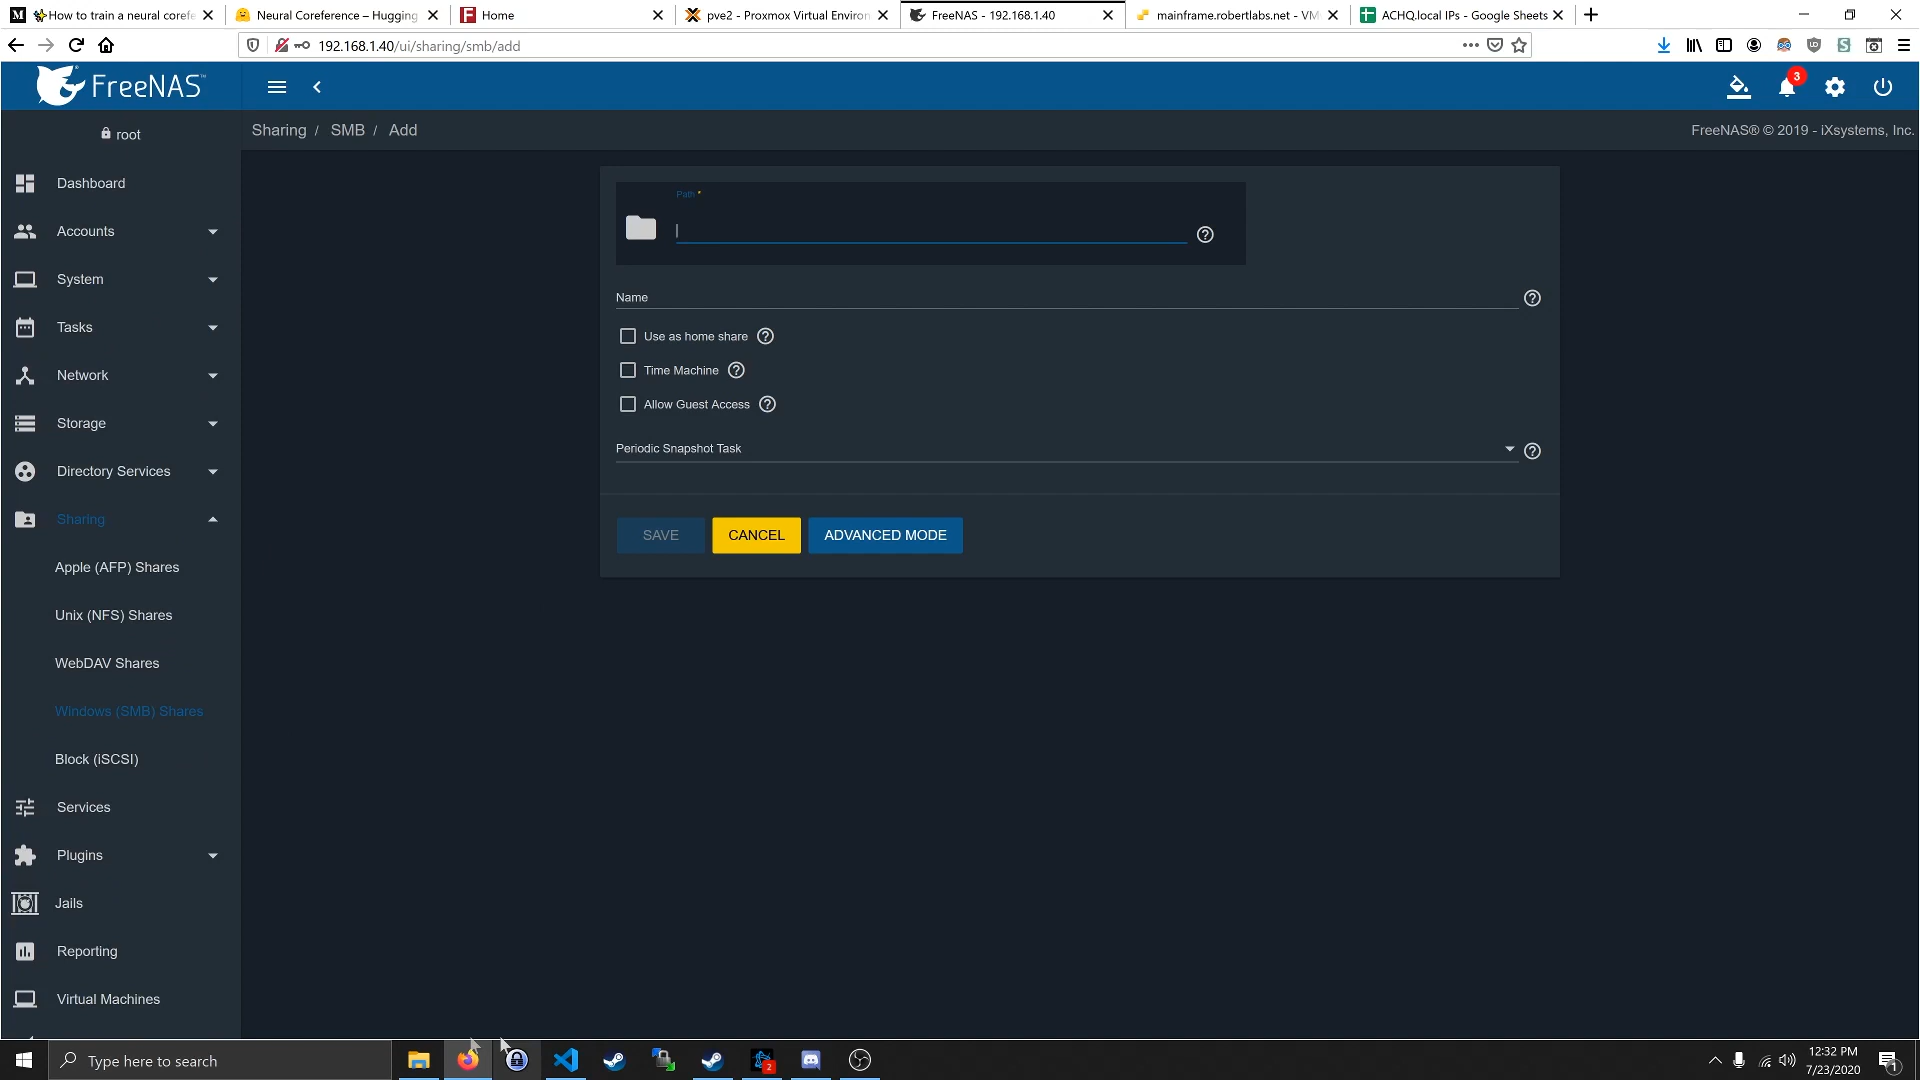 How to train a neural corefe
Neural Coreference – Hugging
Home
pve2 - Proxmox Virtual Environ
FreeNAS - 192.168.1.40
mainframe.robertlabs.net - VM
ACHQ.local IPs - Google Sheets
192.168.1.40/ui/sharing/smb/add
FreeNAS
3
root
Sharing / SMB / Add
FreeNAS® © 2019 - iXsystems, Inc.
Dashboard
Accounts
System
Tasks
Network
Storage
Directory Services
Sharing
Apple (AFP) Shares
Unix (NFS) Shares
WebDAV Shares
Windows (SMB) Shares
Block (iSCSI)
Services
Plugins
Jails
Reporting
Virtual Machines
Path *
Name
Use as home share
Time Machine
Allow Guest Access
Periodic Snapshot Task
SAVE
CANCEL
ADVANCED MODE
Type here to search
2
12:32 PM
7/23/2020
1